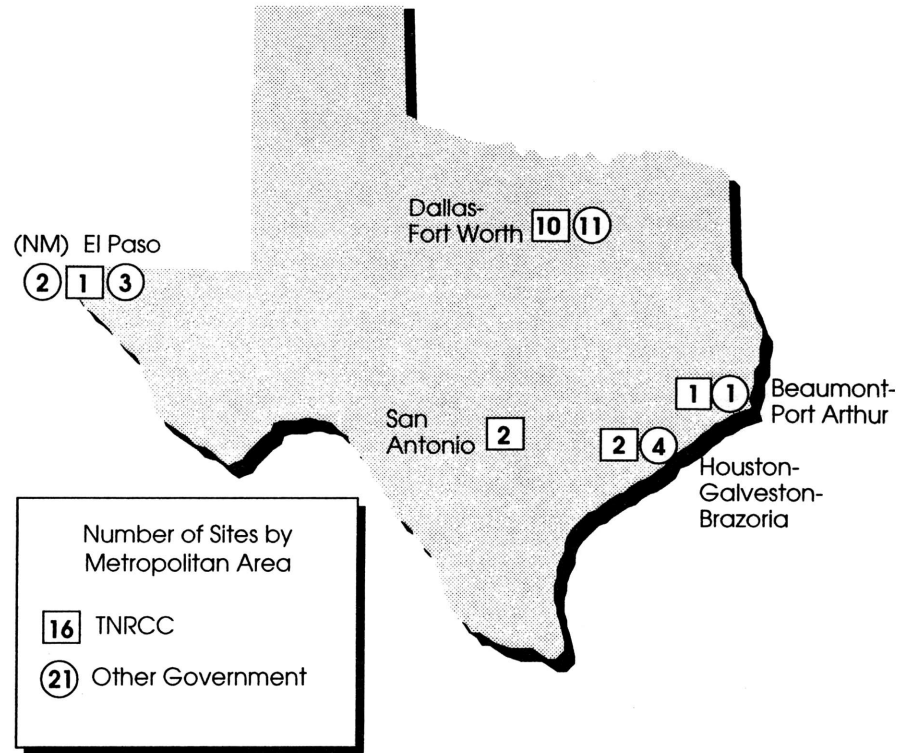 Dallas-
Fort Worth 10 11
(NM) El Paso
2 1 3
1 1 Beaumont-
Port Arthur
San
Antonio 2
2 4
Houston-
Galveston-
Brazoria
Number of Sites by
Metropolitan Area
16 TNRCC
21 Other Government